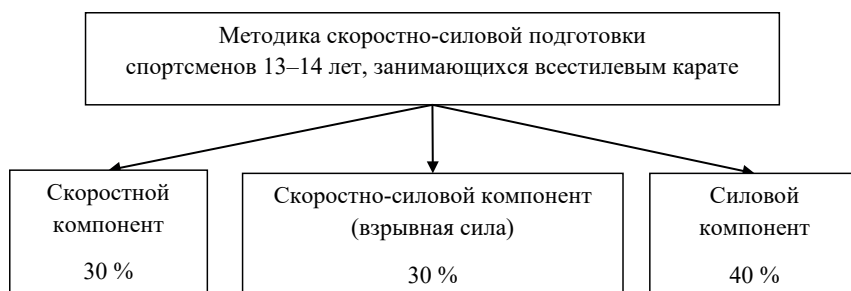 Методика скоростно-силовой подготовки
спортсменов 13–14 лет, занимающихся всестилевым карате
Скоростной
компонент
30 %
Скоростно-силовой компонент
(взрывная сила)
30 %
Силовой
компонент
40 %